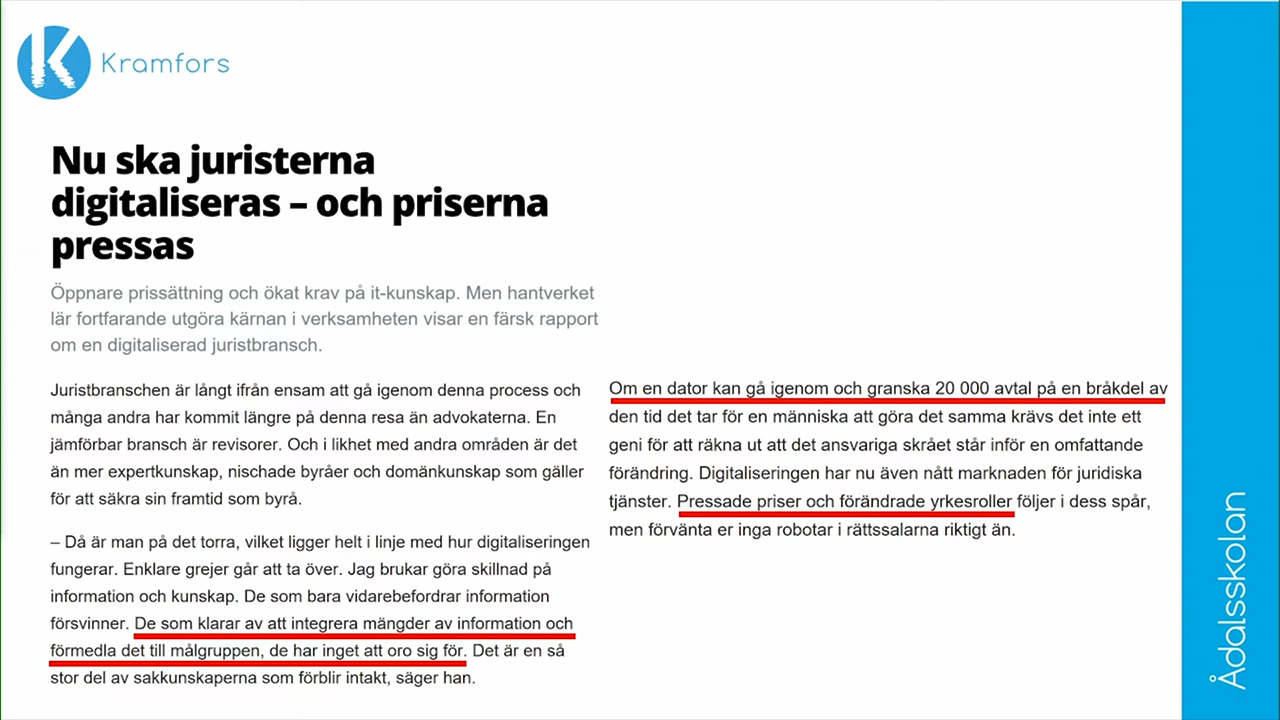 Kramfors
Nu ska juristerna
digitaliseras – och priserna
pressas
Öppnare prissättning och ökat krav på it-kunskap. Men hantverket
lär fortfarande utgöra kärnan i verksamheten visar en färsk rapport
om en digitaliserad juristbransch.
Juristbranschen är långt ifrån ensam att gå igenom denna process och
många andra har kommit längre på denna resa än advokaterna. En
jämförbar bransch är revisorer. Och i likhet med andra områden är det
än mer expertkunskap, nischade byråer och domänkunskap som gäller
för att säkra sin framtid som byrå.
– Då är man på det torra, vilket ligger helt i linje med hur digitaliseringen
fungerar. Enklare grejer går att ta över. Jag brukar göra skillnad på
information och kunskap. De som bara vidarebefordrar information
försvinner. De som klarar av att integrera mängder av information och
förmedla det till målgruppen, de har inget att oro sig för. Det är en så
stor del av sakkunskaperna som förblir intakt, säger han.
Om en dator kan gå igenom och granska 20 000 avtal på en bråkdel av
den tid det tar för en människa att göra det samma krävs det inte ett
geni för att räkna ut att det ansvariga skrået står inför en omfattande
förändring. Digitaliseringen har nu även nått marknaden för juridiska
tjänster. Pressade priser och förändrade yrkesroller följer i dess spår,
men förvänta er inga robotar i rättssalarna riktigt än.
Ådalsskolan